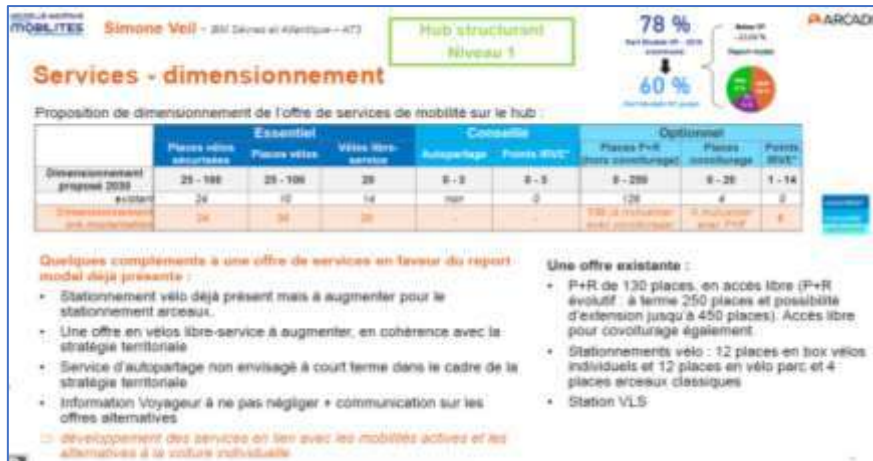 MOBILITES
Simone Veil -
Hub structurant
Niveau 1
78 %
60 %
ARCADI
Services - dimensionnement
Proposition de dimensionnement de l'offre de services de mobilité sur le hub :
Essentiel Conseillé Optionnel
Places vélos sécurisées Places vélos Vélos libre-service Autopartage Points IRVE* Places P+R (hors covoiturage) Places covoiturage Points IRVE*
Dimensionnement proposé 2030 25 - 100 25 - 100 20 0 - 3 0 - 3 0 - 250 0 - 20 1 - 14
existant 24 10 14 non 0 126 4 0
Quelques compléments à une offre de services en faveur du report
modal déjà présente :
• Stationnement vélo déjà présent mais à augmenter pour le
stationnement arceaux.
• Une offre en vélos libre-service à augmenter, en cohérence avec la
stratégie territoriale
• Service d'autopartage non envisagé à court terme dans le cadre de la
stratégie territoriale
• Information Voyageur à ne pas négliger + communication sur les
offres alternatives
développement des services en lien avec les mobilités actives et les
alternatives à la voiture individuelle
Une offre existante :
• P+R de 130 places, en accès libre (P+R
évolutif : à terme 250 places et possibilité
d'extension jusqu'à 450 places). Accès libre
pour covoiturage également
• Stationnements vélo : 12 places en box vélos
individuels et 12 places en vélo parc et 4
places arceaux classiques
• Station VLS